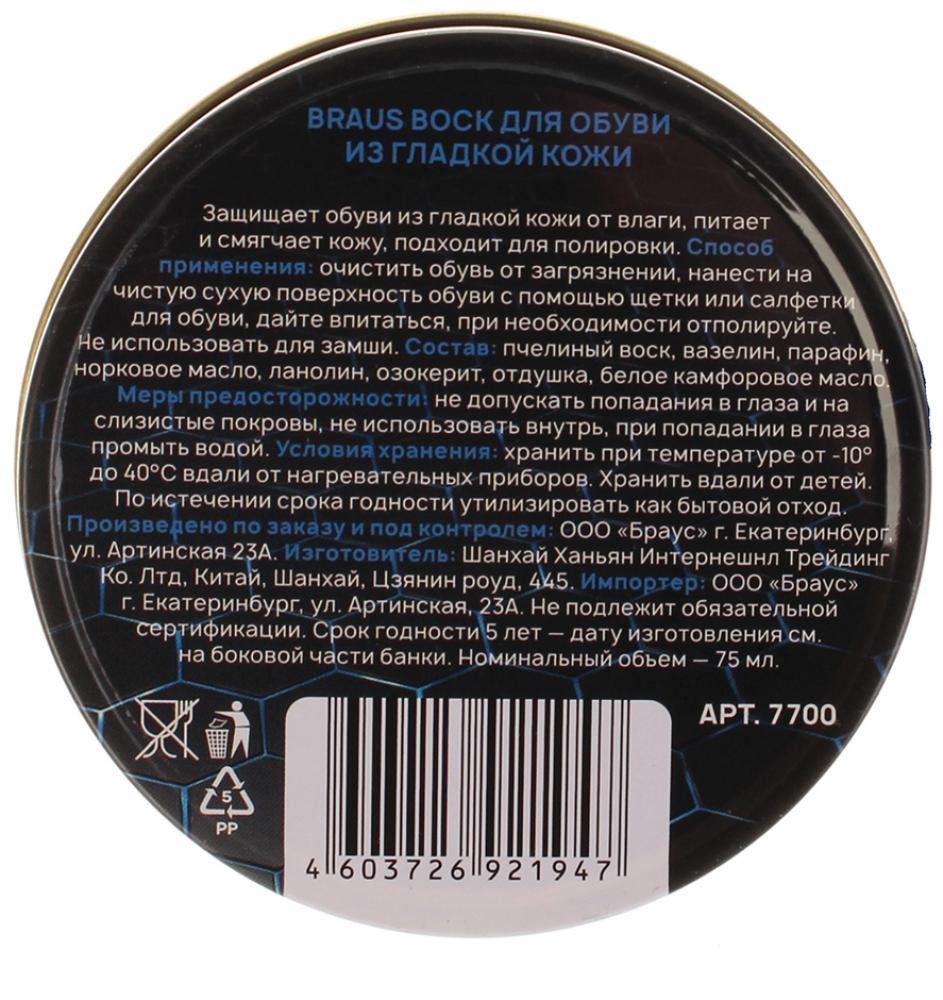 BRAUS ВОСК ДЛЯ ОБУВИ
ИЗ ГЛАДКОЙ КОЖИ
Защищает обуви из гладкой кожи от влаги, питает
и смягчает кожу, подходит для полировки. Способ
применения: очистить обувь от загрязнении, нанести на
чистую сухую поверхность обуви с помощью щетки или салфетки
для обуви, дайте впитаться, при необходимости отполируйте.
Не использовать для замши. Состав: пчелиный воск, вазелин, парафин,
норковое масло, ланолин, озокерит, отдушка, белое камфоровое масло.
Меры предосторожности: не допускать попадания в глаза и на
слизистые покровы, не использовать внутрь, при попадании в глаза
промыть водой. Условия хранения: хранить при температуре от -10°
до 40°С вдали от нагревательных приборов. Хранить вдали от детей.
По истечении срока годности утилизировать как бытовой отход.
Произведено по заказу и под контролем: ООО «Браус» г. Екатеринбург,
ул. Артинская 23А. Изготовитель: Шанхай Ханьян Интернешнл Трейдинг
Ко. Лтд, Китай, Шанхай, Цзянин роуд, 445. Импортер: ООО «Браус»
г. Екатеринбург, ул. Артинская, 23А. Не подлежит обязательной
сертификации. Срок годности 5 лет — дату изготовления см.
на боковой части банки. Номинальный объем — 75 мл.
АРТ. 7700
5
PP
4 603726 921947